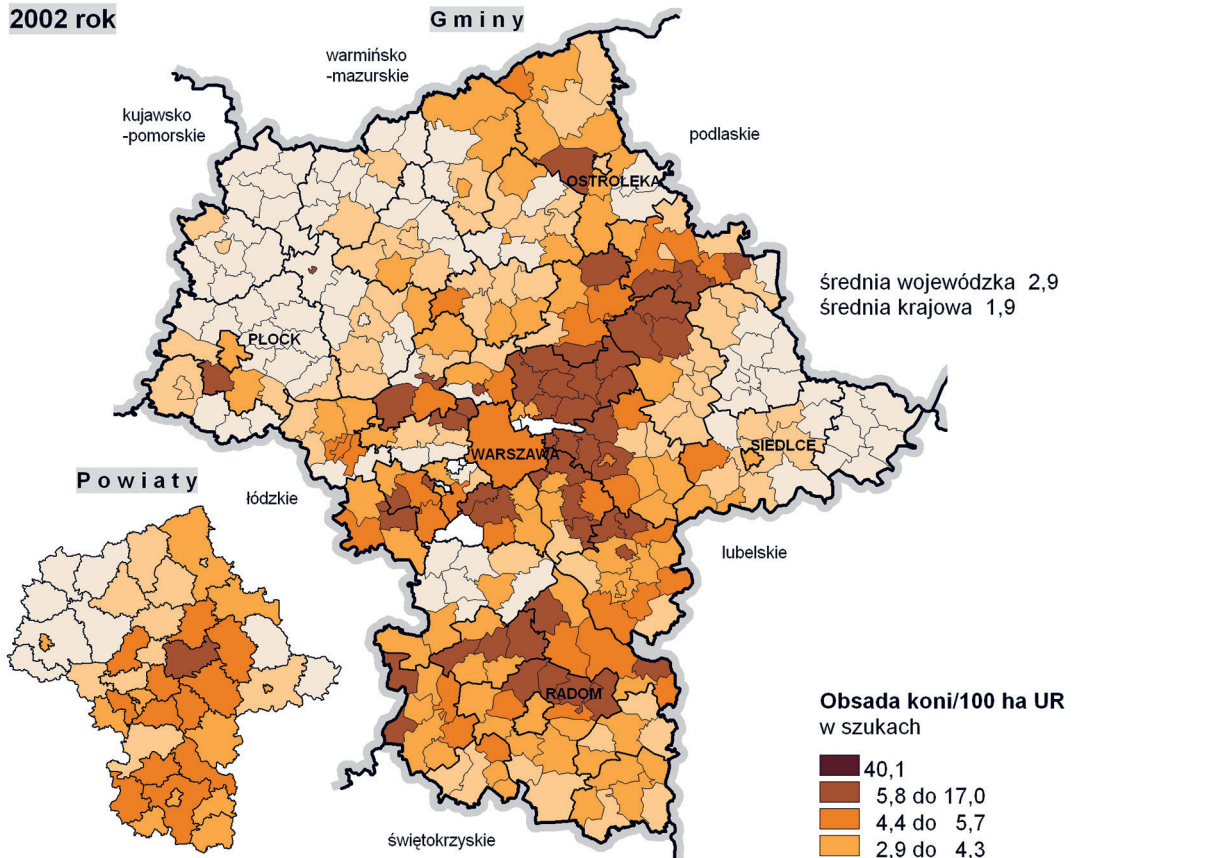 2002 rok
Gminy
warmińsko
-mazurskie
kujawsko
-pomorskie
podlaskie
OSTROŁĘKA
średnia wojewódzka 2,9
średnia krajowa 1,9
PŁOCK
SIEDLCE
WARSZAWA
Powiaty
łódzkie
lubelskie
RADOM
Obsada koni/100 ha UR
w szukach
40,1
5,8 do 17,0
4,4 do 5,7
2,9 do 4,3
świętokrzyskie